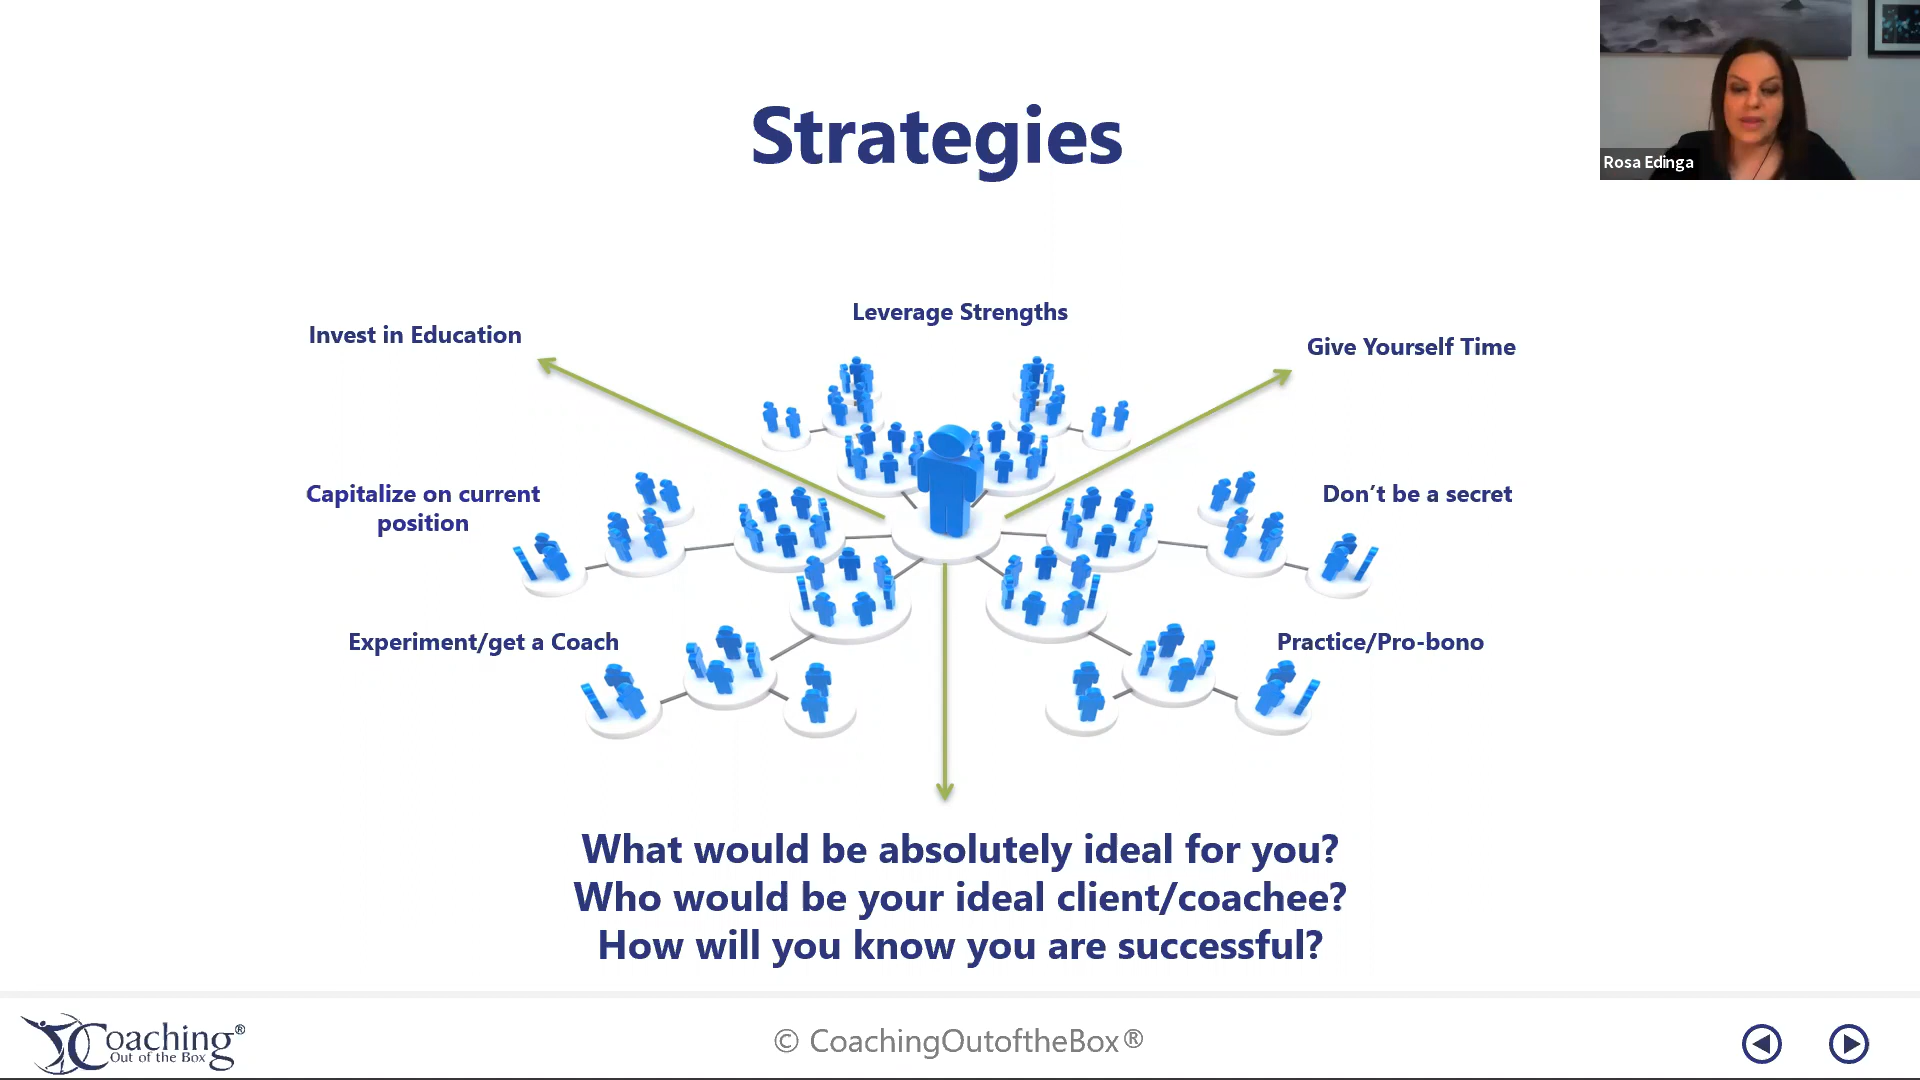 Strategies
Rosa Edinga
Leverage Strengths
Invest in Education
Give Yourself Time
Capitalize on current
position
Don’t be a secret
Experiment/get a Coach
Practice/Pro-bono
What would be absolutely ideal for you?
Who would be your ideal client/coachee?
How will you know you are successful?
Coaching®
Out of the Box
© CoachingOutoftheBox®